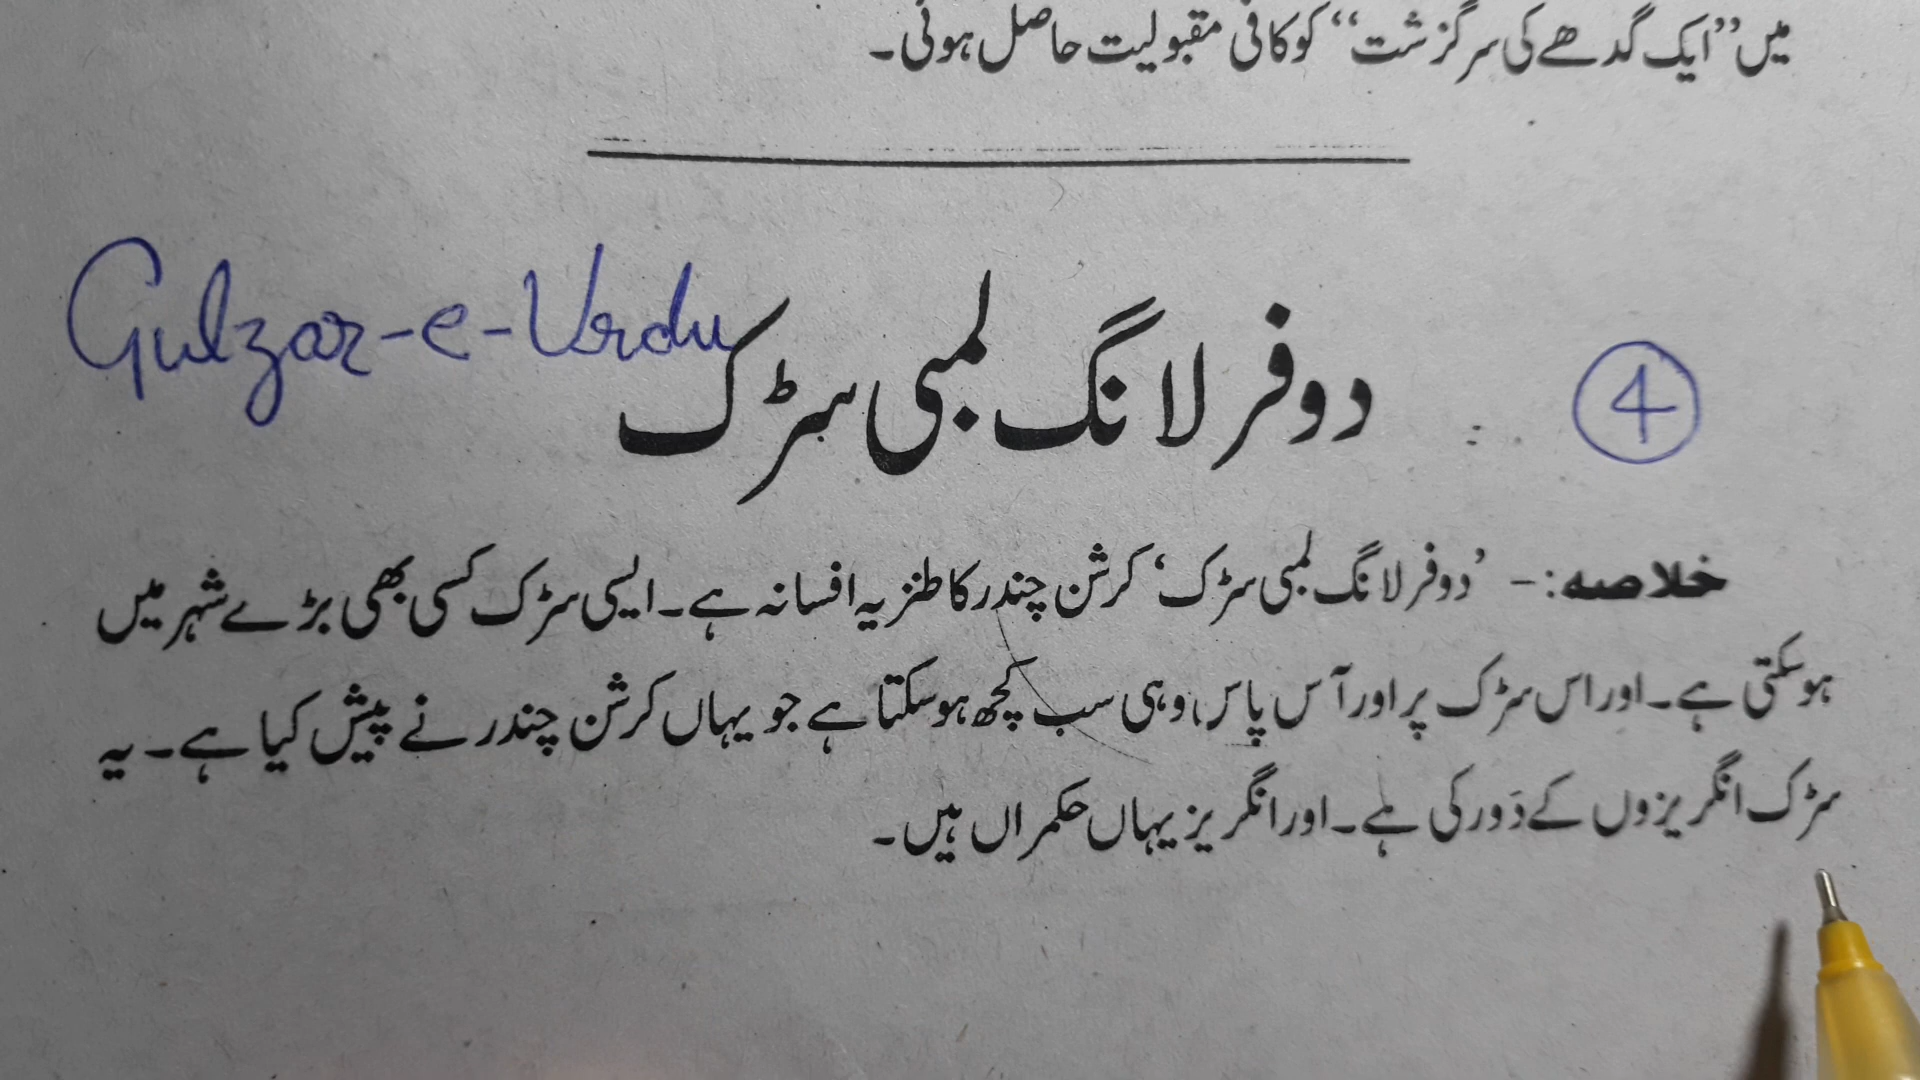 میں ”ایک گدھے کی سرگزشت“ کو کافی مقبولیت حاصل ہوئی۔
Gulzar-e-Urdu
دو فرلانگ لمبی سڑک
4
خلاصہ:- ’دو فرلانگ لمبی سڑک‘ کرشن چندر کا طنزیہ افسانہ ہے۔ ایسی سڑک کسی بھی بڑے شہر میں
ہوسکتی ہے۔ اور اس سڑک پر اور آس پاس، وہی سب کچھ ہوسکتا ہے جو یہاں کرشن چندر نے پیش کیا ہے۔ یہ
سڑک انگریزوں کے دَور کی ہے۔ اور انگریز یہاں حکمراں ہیں۔